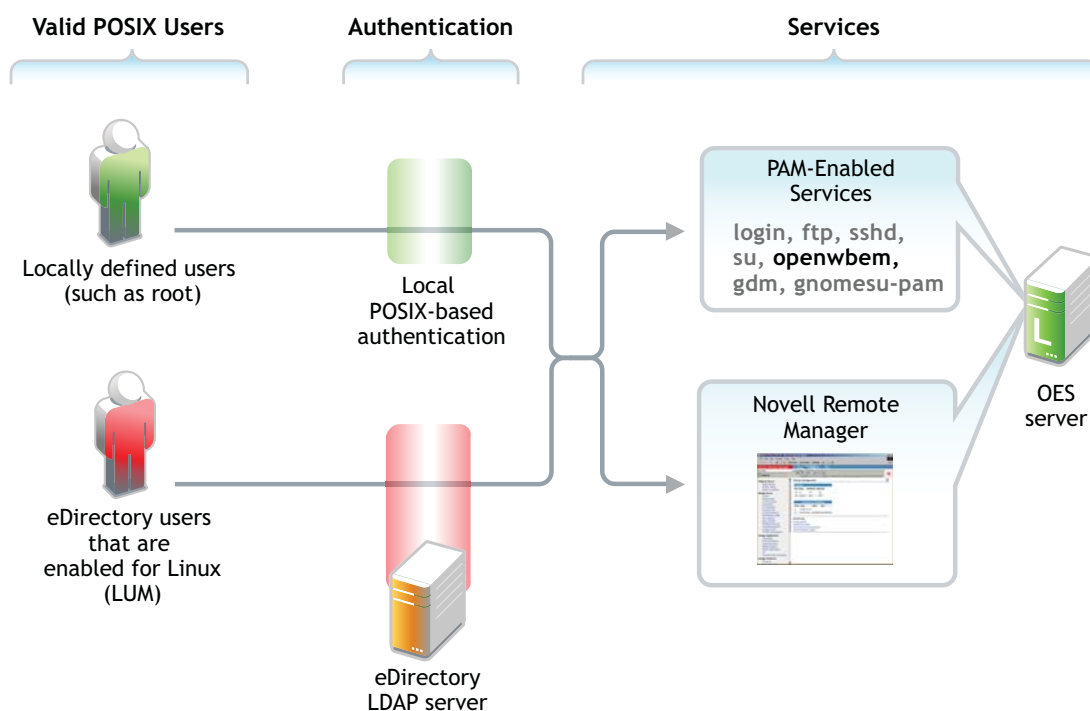 Valid POSIX Users
Authentication
Services
Locally defined users
(such as root)
Local
POSIX-based
authentication
PAM-Enabled
Services
login, ftp, sshd,
su, openwbem,
gdm, gnomesu-pam
L
OES
server
eDirectory users
that are
enabled for Linux
(LUM)
eDirectory
LDAP server
Novell Remote
Manager